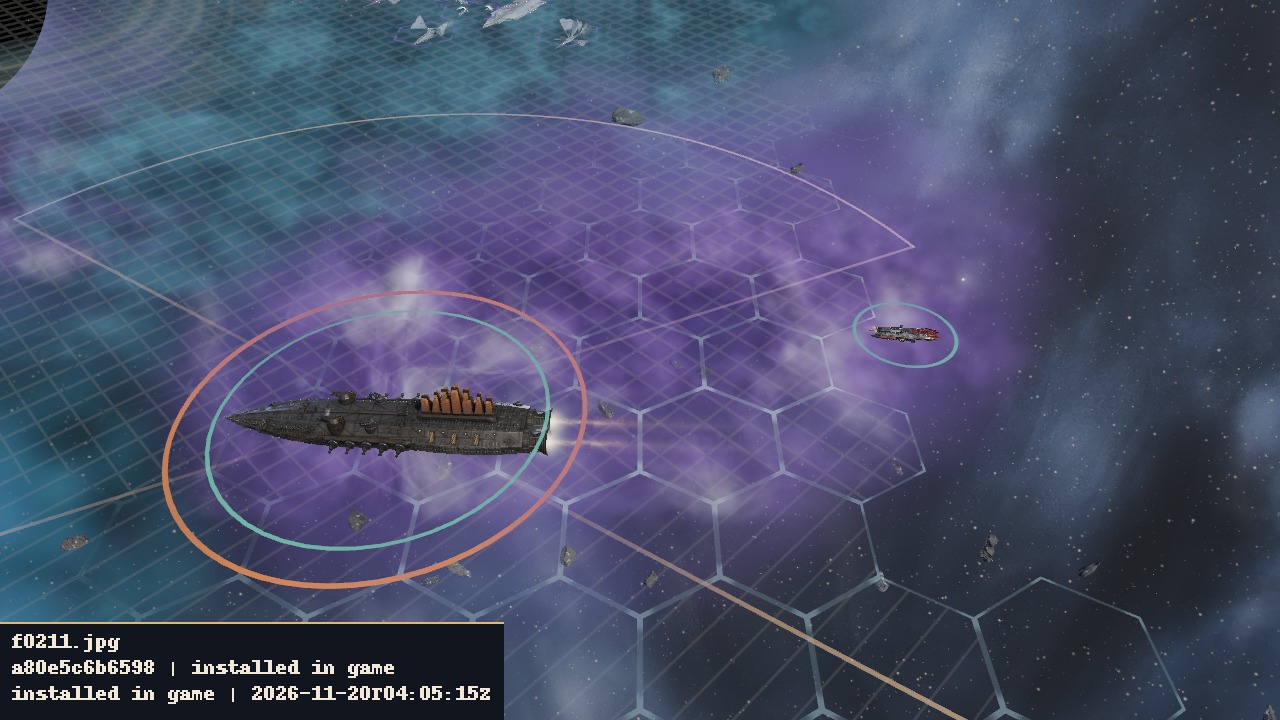 f0211.jpg
a80e5c6b6598 | installed in game
installed in game | 2026-11-20T04:05:15Z